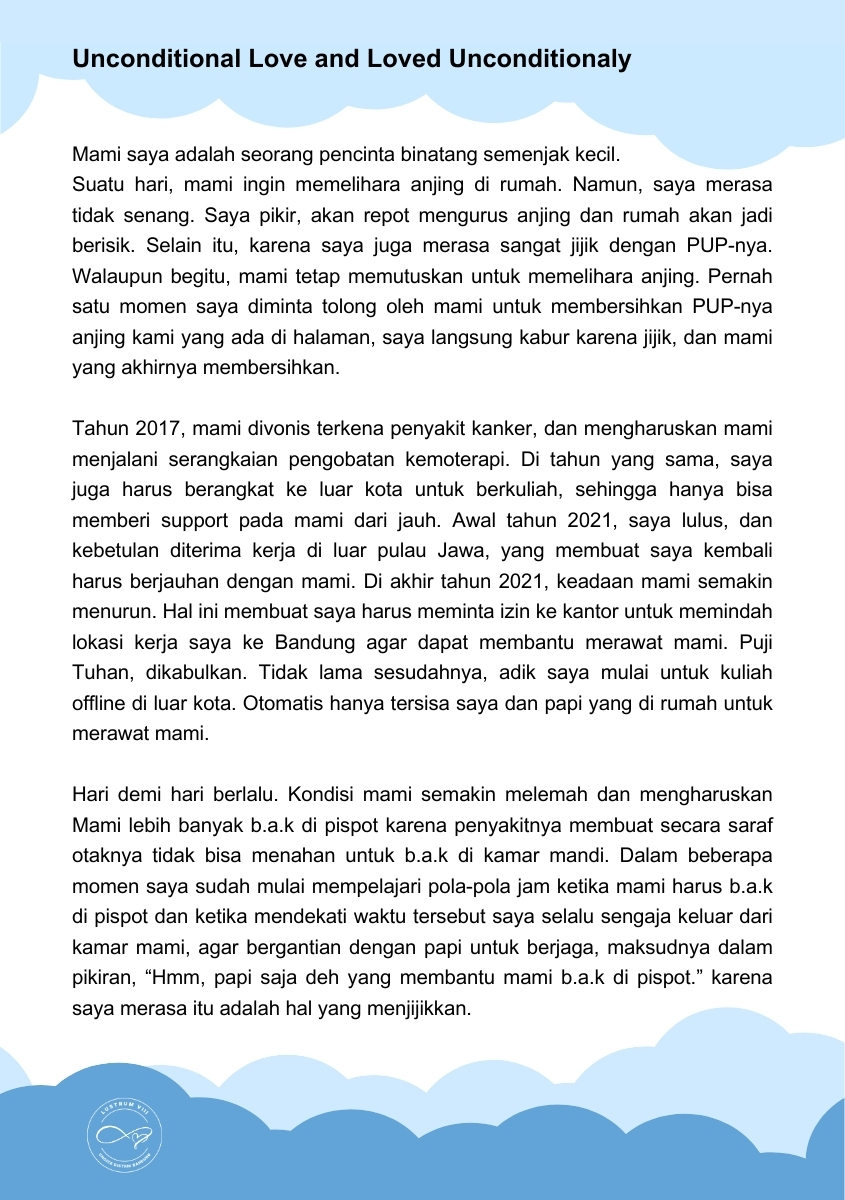 Unconditional Love and Loved Unconditionaly
Mami saya adalah seorang pencinta binatang semenjak kecil.
Suatu hari, mami ingin memelihara anjing di rumah. Namun, saya merasa
tidak senang. Saya pikir, akan repot mengurus anjing dan rumah akan jadi
berisik. Selain itu, karena saya juga merasa sangat jijik dengan PUP-nya.
Walaupun begitu, mami tetap memutuskan untuk memelihara anjing. Pernah
satu momen saya diminta tolong oleh mami untuk membersihkan PUP-nya
anjing kami yang ada di halaman, saya langsung kabur karena jijik, dan mami
yang akhirnya membersihkan.
Tahun 2017, mami divonis terkena penyakit kanker, dan mengharuskan mami
menjalani serangkaian pengobatan kemoterapi. Di tahun yang sama, saya
juga harus berangkat ke luar kota untuk berkuliah, sehingga hanya bisa
memberi support pada mami dari jauh. Awal tahun 2021, saya lulus, dan
kebetulan diterima kerja di luar pulau Jawa, yang membuat saya kembali
harus berjauhan dengan mami. Di akhir tahun 2021, keadaan mami semakin
menurun. Hal ini membuat saya harus meminta izin ke kantor untuk memindah
lokasi kerja saya ke Bandung agar dapat membantu merawat mami. Puji
Tuhan, dikabulkan. Tidak lama sesudahnya, adik saya mulai untuk kuliah
offline di luar kota. Otomatis hanya tersisa saya dan papi yang di rumah untuk
merawat mami.
Hari demi hari berlalu. Kondisi mami semakin melemah dan mengharuskan
Mami lebih banyak b.a.k di pispot karena penyakitnya membuat secara saraf
otaknya tidak bisa menahan untuk b.a.k di kamar mandi. Dalam beberapa
momen saya sudah mulai mempelajari pola-pola jam ketika mami harus b.a.k
di pispot dan ketika mendekati waktu tersebut saya selalu sengaja keluar dari
kamar mami, agar bergantian dengan papi untuk berjaga, maksudnya dalam
pikiran, “Hmm, papi saja deh yang membantu mami b.a.k di pispot.” karena
saya merasa itu adalah hal yang menjijikkan.
LUSTRUM VIII